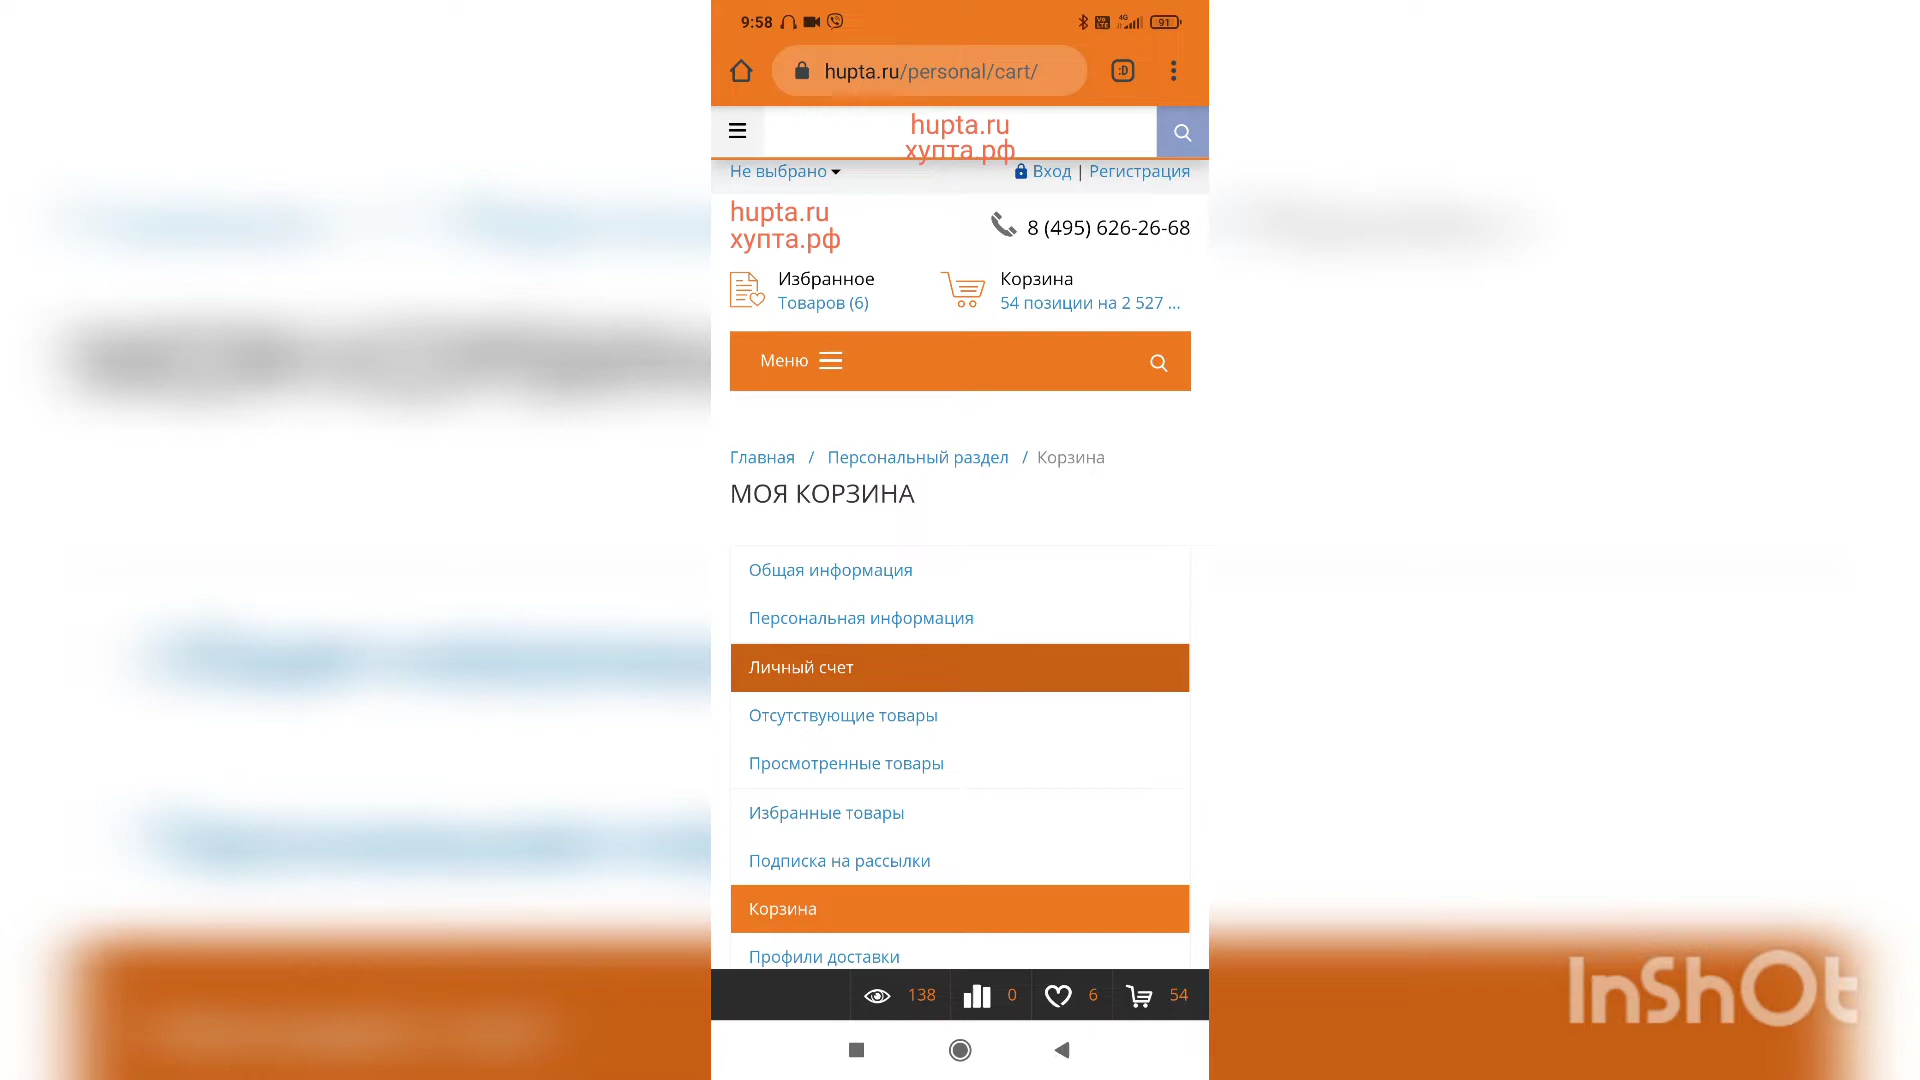 9:58 4G 91
hupta.ru/personal/cart/ :D
hupta.ru
хупта.рф
Не выбрано Вход | Регистрация
hupta.ru
хупта.рф
8 (495) 626-26-68
Избранное
Товаров (6)
Корзина
54 позиции на 2 527 ...
Меню
Главная / Персональный раздел / Корзина
МОЯ КОРЗИНА
Общая информация
Персональная информация
Личный счет
Отсутствующие товары
Просмотренные товары
Избранные товары
Подписка на рассылки
Корзина
Профили доставки
138 0 6 54
InShOt